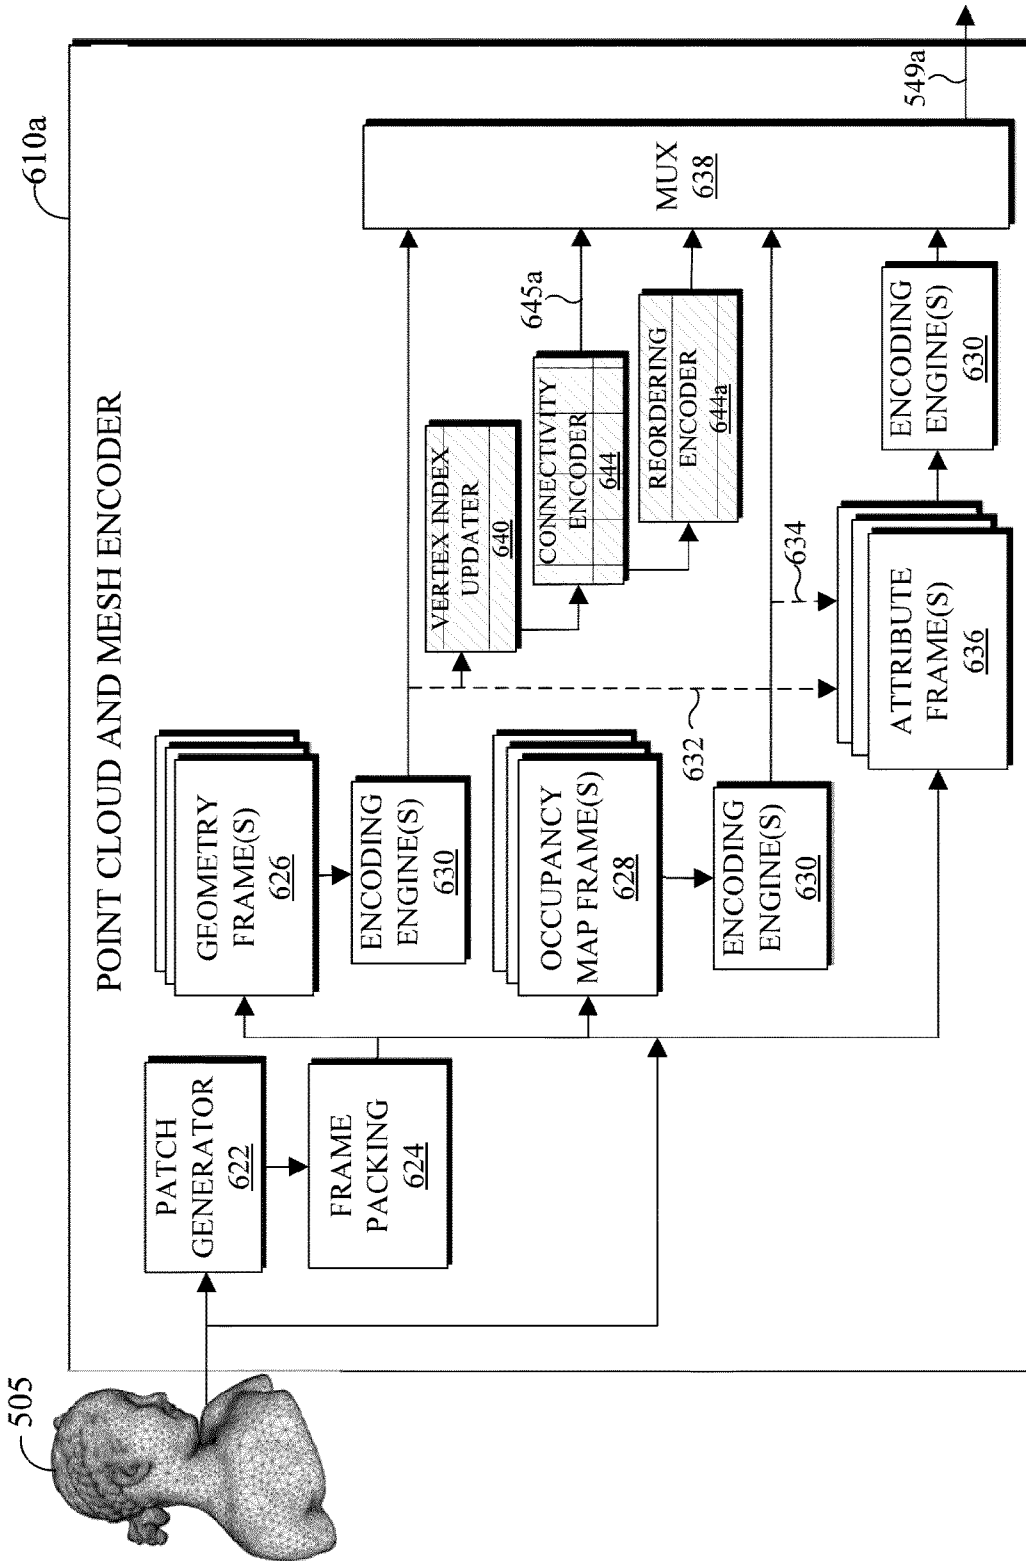 610a
POINT CLOUD AND MESH ENCODER
505
PATCH
GENERATOR
622
FRAME
PACKING
624
GEOMETRY
FRAME(S)
626
ENCODING
ENGINE(S)
630
OCCUPANCY
MAP FRAME(S)
628
ENCODING
ENGINE(S)
630
632
634
VERTEX INDEX
UPDATER
640
CONNECTIVITY
ENCODER
644
645a
REORDERING
ENCODER
644a
ATTRIBUTE
FRAME(S)
636
ENCODING
ENGINE(S)
630
MUX
638
549a